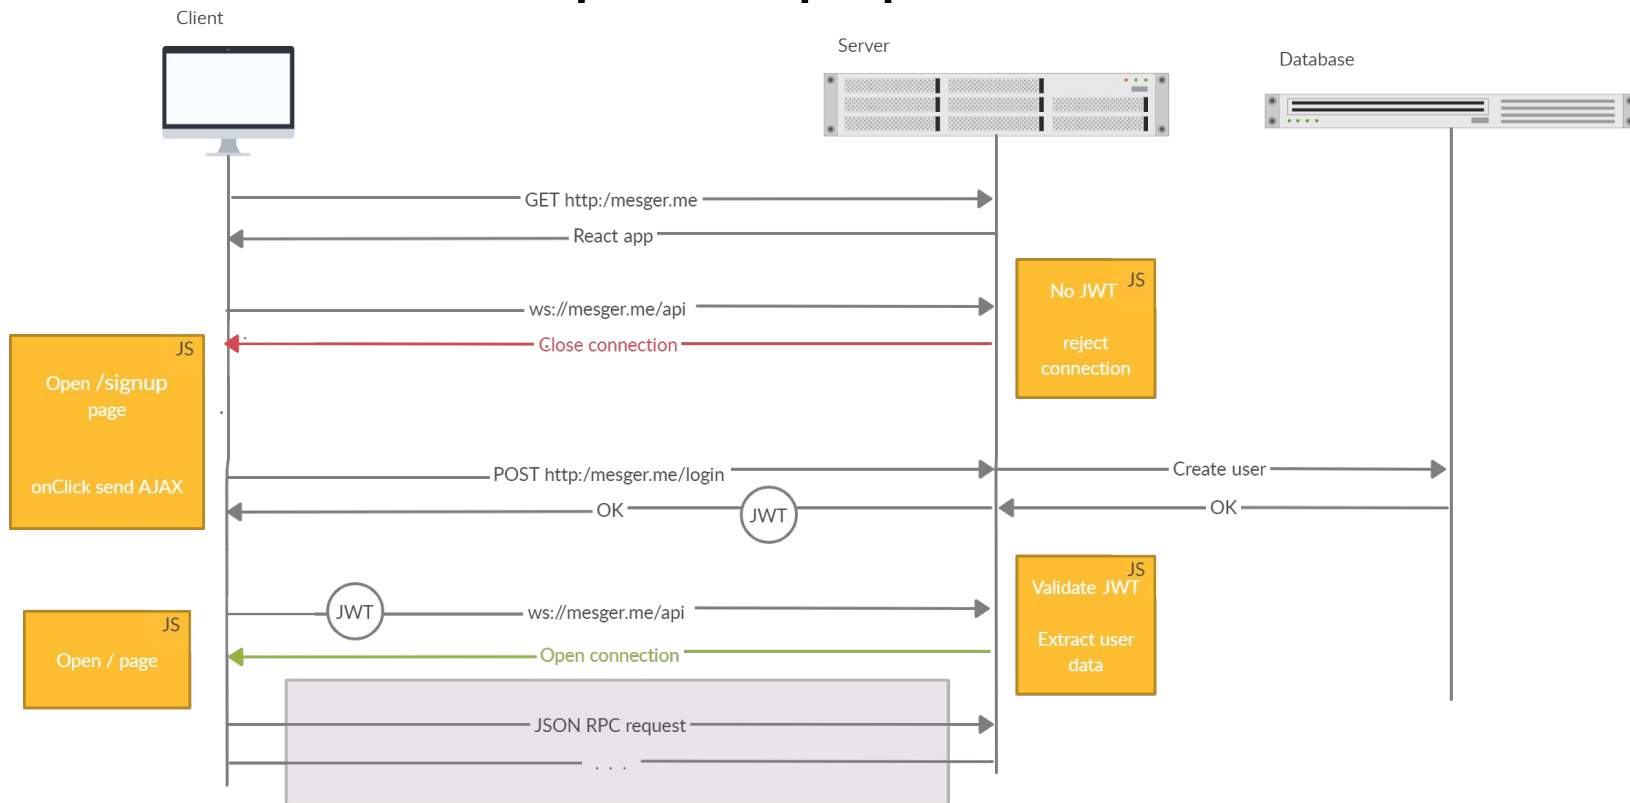 Client
Server
Database
GET http:/mesger.me
React app
JS
No JWT
reject
connection
ws://mesger.me/api
Close connection
JS
Open /signup
page
onClick send AJAX
POST http:/mesger.me/login
Create user
OK
JWT
OK
JS
Validate JWT
Extract user
data
JWT
ws://mesger.me/api
Open connection
JS
Open / page
JSON RPC request
. . .